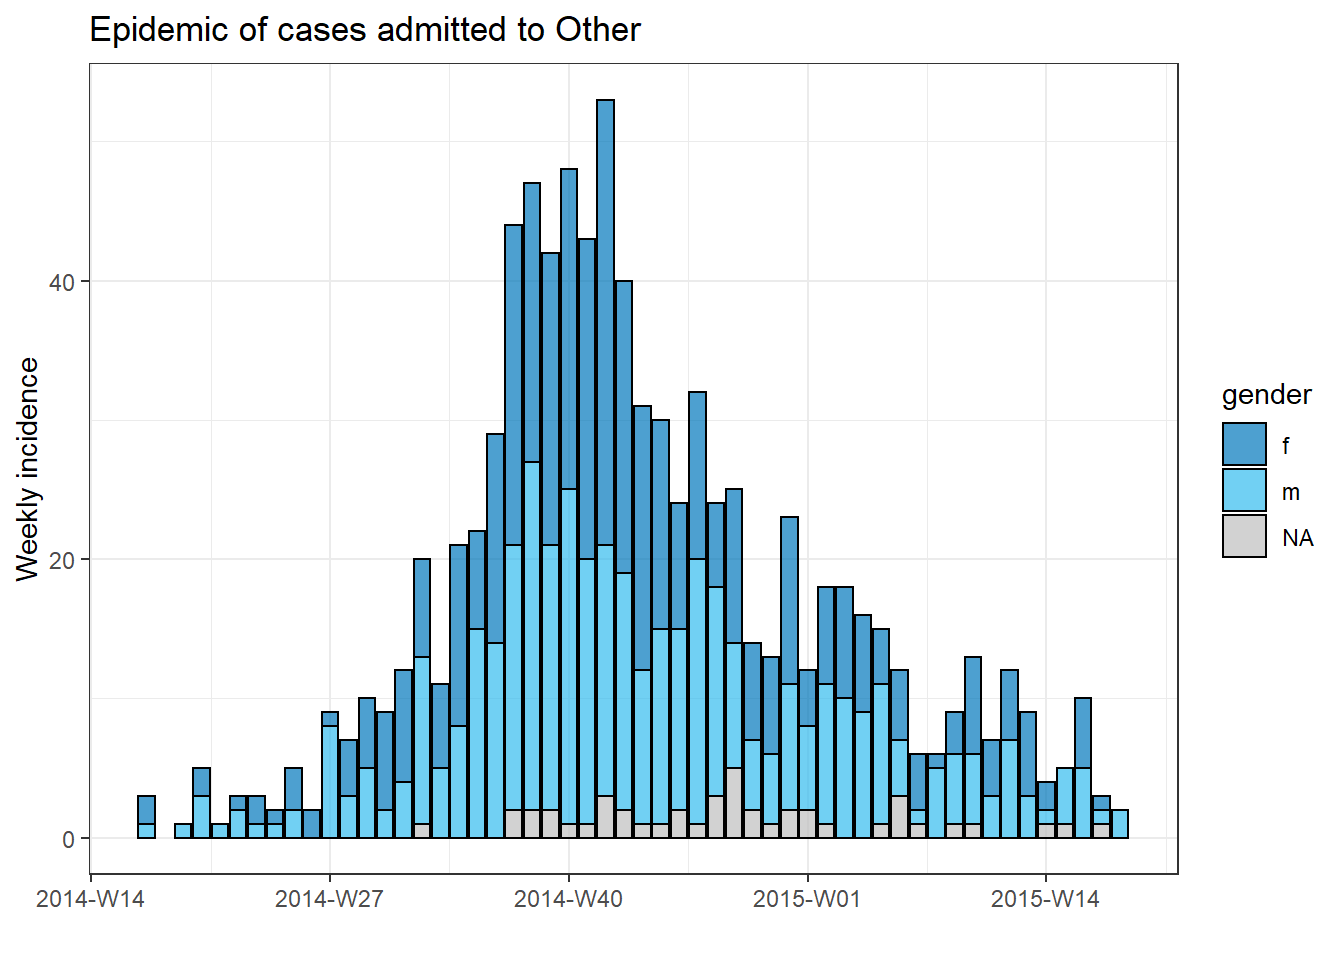 Epidemic of cases admitted to Other
Weekly incidence
40
20
0
2014-W14
2014-W27
2014-W40
2015-W01
2015-W14
gender
f
m
NA